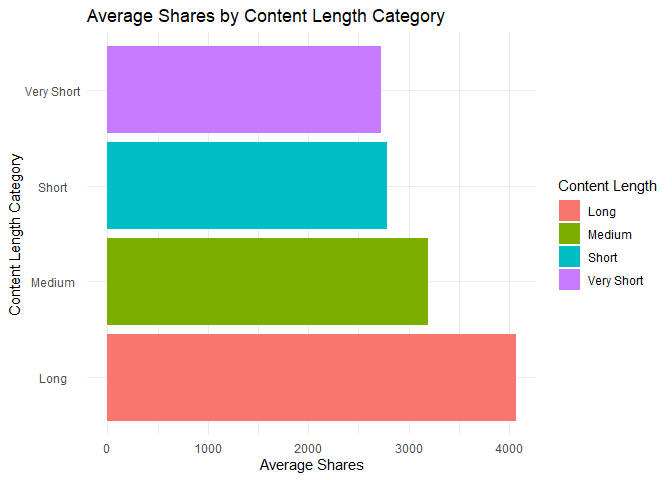 Average Shares by Content Length Category
Content Length Category
Very Short
Short
Medium
Long
0 1000 2000 3000 4000
Average Shares
Content Length
Long
Medium
Short
Very Short